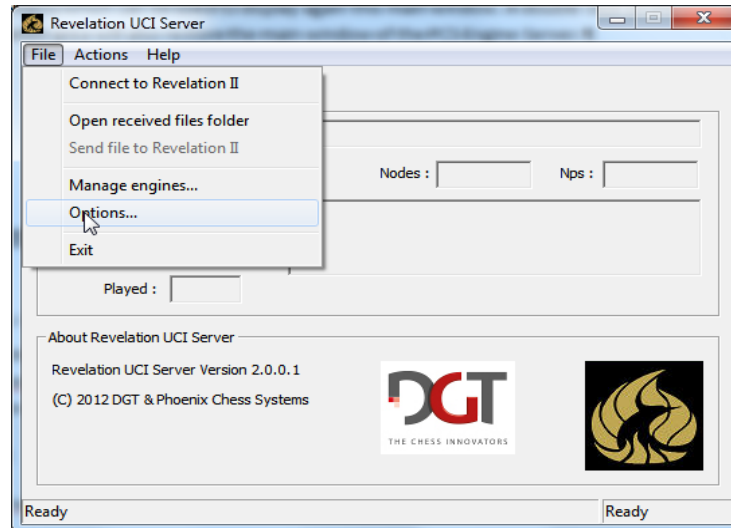 Revelation UCI Server
File Actions Help
Connect to Revelation II
Open received files folder
Send file to Revelation II
Manage engines...
Options...
Exit
Nodes :
Nps :
Played :
About Revelation UCI Server
Revelation UCI Server Version 2.0.0.1
(C) 2012 DGT & Phoenix Chess Systems
DGT
THE CHESS INNOVATORS
Ready
Ready